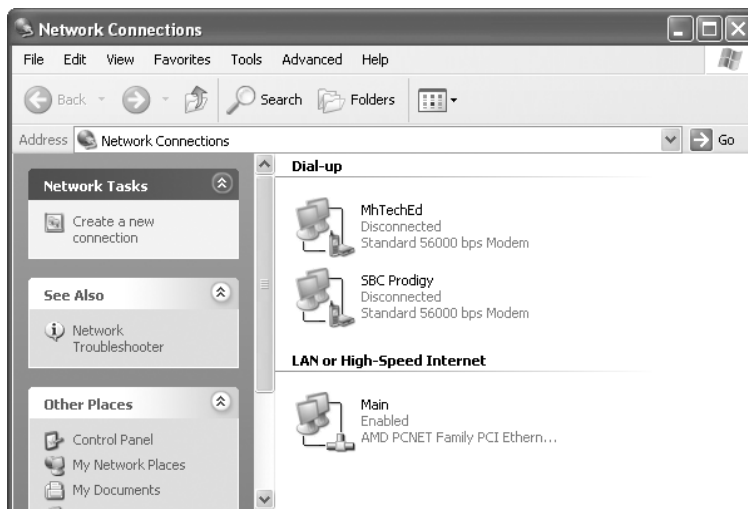 Network Connections
File Edit View Favorites Tools Advanced Help
Back Search Folders
Address Network Connections Go
Network Tasks
Create a new
connection
See Also
Network
Troubleshooter
Other Places
Control Panel
My Network Places
My Documents
Dial-up
MhTechEd
Disconnected
Standard 56000 bps Modem
SBC Prodigy
Disconnected
Standard 56000 bps Modem
LAN or High-Speed Internet
Main
Enabled
AMD PCNET Family PCI Ethern...